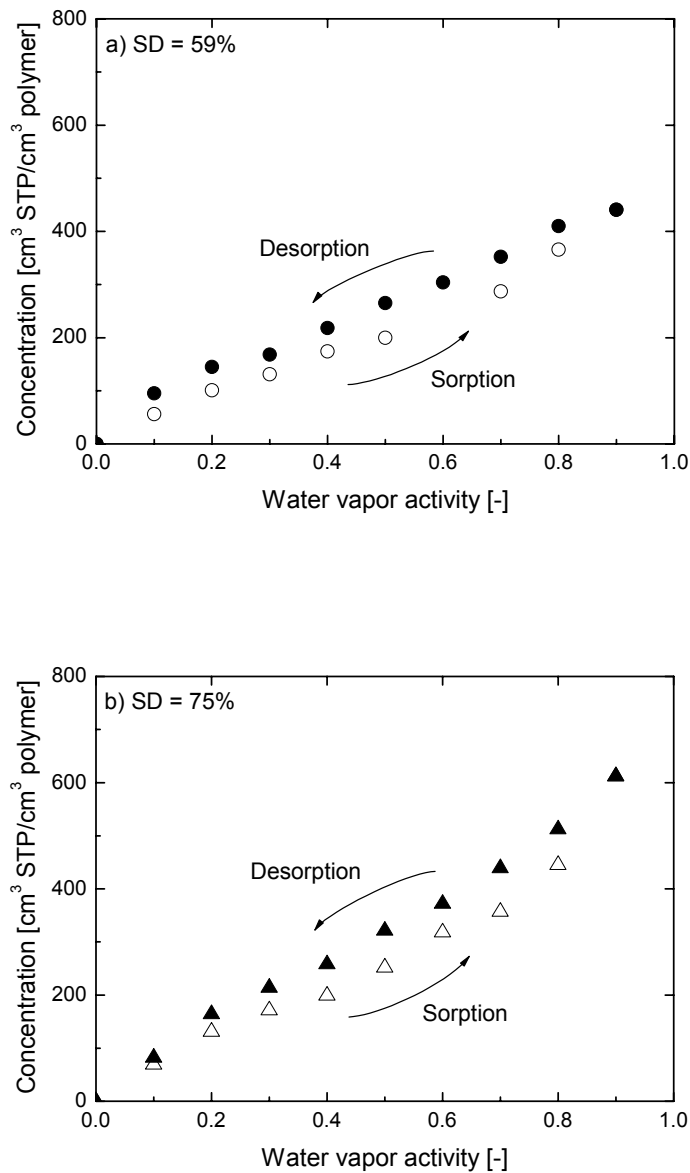 800
a) SD = 59%
600
400
200
0
Concentration [cm³ STP/cm³ polymer]
Desorption
Sorption
0.0 0.2 0.4 0.6 0.8 1.0
Water vapor activity [-]
800
b) SD = 75%
600
400
200
0
Concentration [cm³ STP/cm³ polymer]
Desorption
Sorption
0.0 0.2 0.4 0.6 0.8 1.0
Water vapor activity [-]